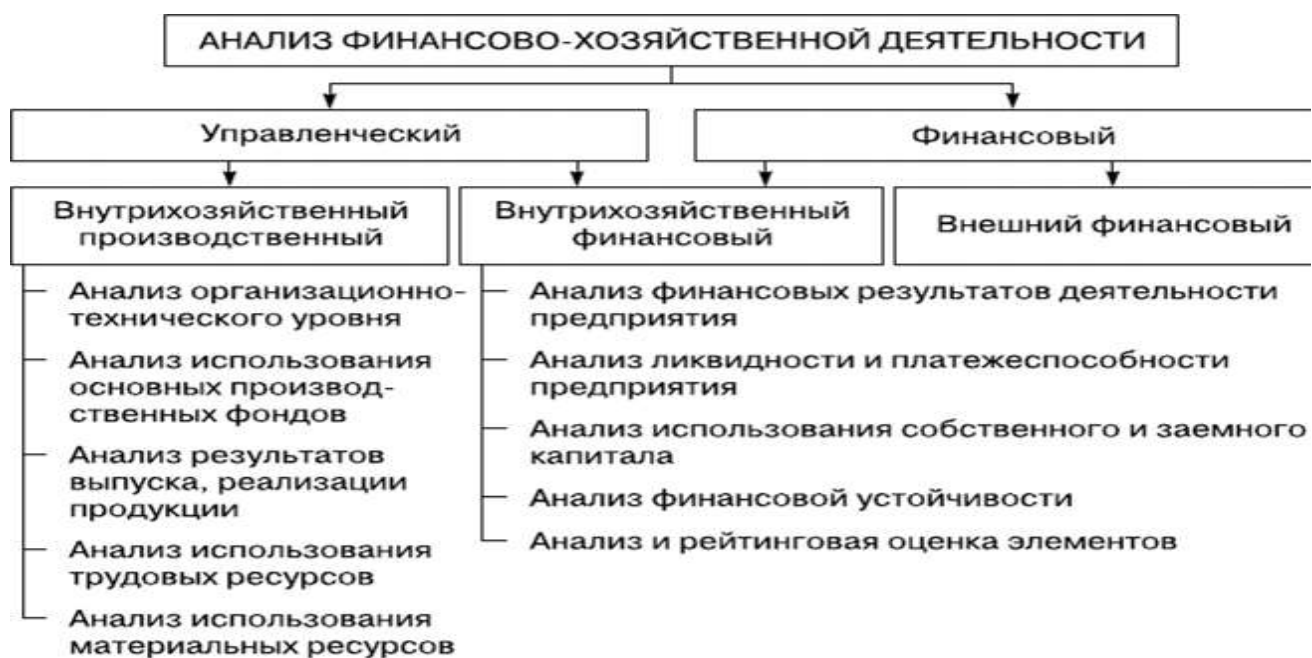 АНАЛИЗ ФИНАНСОВО-ХОЗЯЙСТВЕННОЙ ДЕЯТЕЛЬНОСТИ
Управленческий
Финансовый
Внутрихозяйственный
производственный
Внутрихозяйственный
финансовый
Внешний финансовый
Анализ организационно-
технического уровня
Анализ использования
основных производ-
ственных фондов
Анализ результатов
выпуска, реализации
продукции
Анализ использования
трудовых ресурсов
Анализ использования
материальных ресурсов
Анализ финансовых результатов деятельности
предприятия
Анализ ликвидности и платежеспособности
предприятия
Анализ использования собственного и заемного
капитала
Анализ финансовой устойчивости
Анализ и рейтинговая оценка элементов